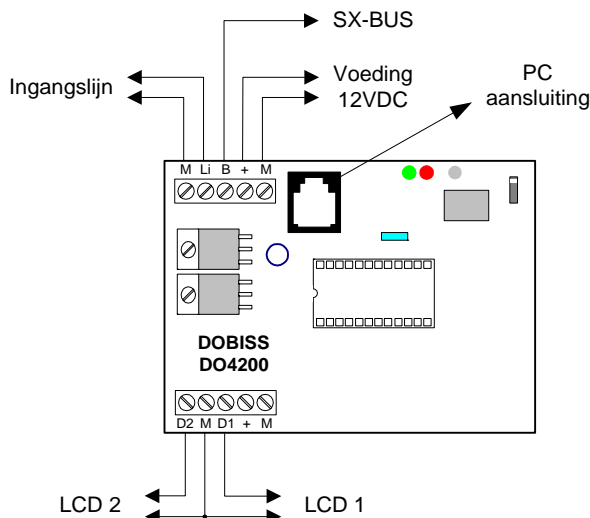 SX-BUS
Ingangslijn
Voeding
12VDC
PC
aansluiting
M Li B + M
DOBISS
DO4200
D2 M D1 + M
LCD 2
LCD 1